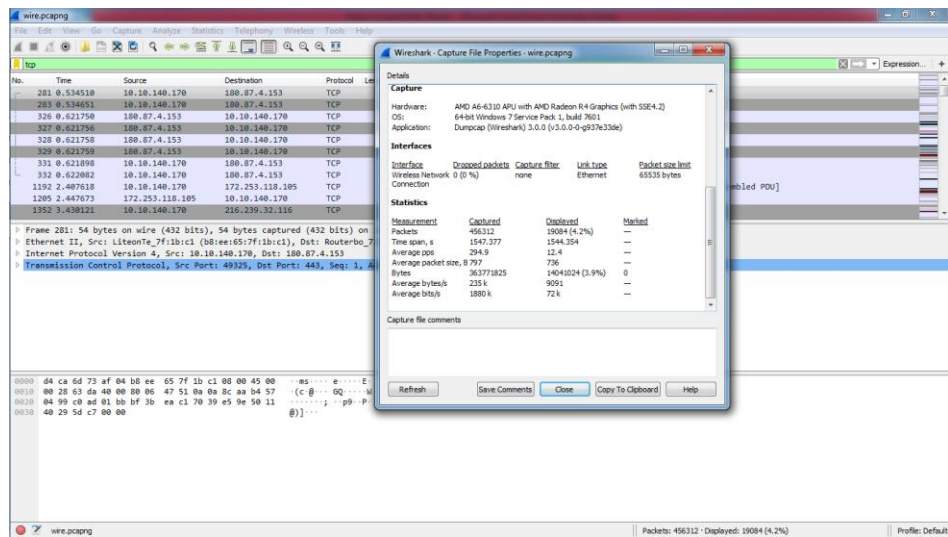 wire.pcapng
File Edit View Go Capture Analyze Statistics Telephony Wireless Tools Help
tcp
Expression... +
No. Time Source Destination Protocol
281 0.534510 10.10.140.170 180.87.4.153 TCP
283 0.534651 10.10.140.170 180.87.4.153 TCP
326 0.621750 180.87.4.153 10.10.140.170 TCP
327 0.621756 180.87.4.153 10.10.140.170 TCP
328 0.621758 180.87.4.153 10.10.140.170 TCP
329 0.621759 180.87.4.153 10.10.140.170 TCP
331 0.621898 10.10.140.170 180.87.4.153 TCP
332 0.622082 10.10.140.170 180.87.4.153 TCP
1192 2.407618 10.10.140.170 172.253.118.105 TCP
mbled PDU]
1205 2.447673 172.253.118.105 10.10.140.170 TCP
1352 3.430121 10.10.140.170 216.239.32.116 TCP
Frame 281: 54 bytes on wire (432 bits), 54 bytes captured (432 bits) on
Ethernet II, Src: LiteonTe_7f:1b:c1 (b8:ee:65:7f:1b:c1), Dst: Routerbo_7
Internet Protocol Version 4, Src: 10.10.140.170, Dst: 180.87.4.153
Transmission Control Protocol, Src Port: 49325, Dst Port: 443, Seq: 1, A
0000 d4 ca 6d 73 af 04 b8 ee 65 7f 1b c1 08 00 45 00 ··ms···· e·····E·
0010 00 28 63 da 40 00 80 06 47 51 0a 0a 8c aa b4 57 ·(c·@··· GQ·····W
0020 04 99 c0 ad 01 bb bf 3b ea c1 70 39 e5 9e 50 11 ·······; ··p9··P·
0030 40 29 5d c7 00 00 @)]···
Wireshark · Capture File Properties · wire.pcapng
Details
Capture
Hardware: AMD A6-6310 APU with AMD Radeon R4 Graphics (with SSE4.2)
OS: 64-bit Windows 7 Service Pack 1, build 7601
Application: Dumpcap (Wireshark) 3.0.0 (v3.0.0-0-g937e33de)
Interfaces
Interface Dropped packets Capture filter Link type Packet size limit
Wireless Network 0 (0 %) none Ethernet 65535 bytes
Connection
Statistics
Measurement Captured Displayed Marked
Packets 456312 19084 (4.2%) —
Time span, s 1547.377 1544.354 —
Average pps 294.9 12.4 —
Average packet size, B 797 736 —
Bytes 363771825 14041024 (3.9%) 0
Average bytes/s 235 k 9091 —
Average bits/s 1880 k 72 k —
Capture file comments
Refresh Save Comments Close Copy To Clipboard Help
wire.pcapng
Packets: 456312 · Displayed: 19084 (4.2%)
Profile: Default